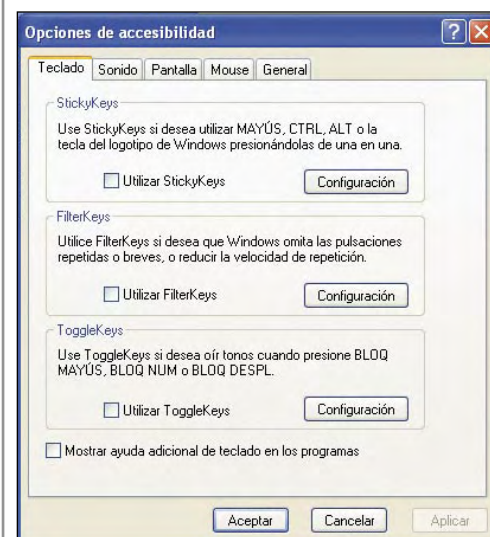 Opciones de accesibilidad
Teclado Sonido Pantalla Mouse General
StickyKeys
Use StickyKeys si desea utilizar MAYÚS, CTRL, ALT o la
tecla del logotipo de Windows presionándolas de una en una.
Utilizar StickyKeys Configuración
FilterKeys
Utilice FilterKeys si desea que Windows omita las pulsaciones
repetidas o breves, o reducir la velocidad de repetición.
Utilizar FilterKeys Configuración
ToggleKeys
Use ToggleKeys si desea oír tonos cuando presione BLOQ
MAYÚS, BLOQ NUM o BLOQ DESPL.
Utilizar ToggleKeys Configuración
Mostrar ayuda adicional de teclado en los programas
Aceptar Cancelar Aplicar